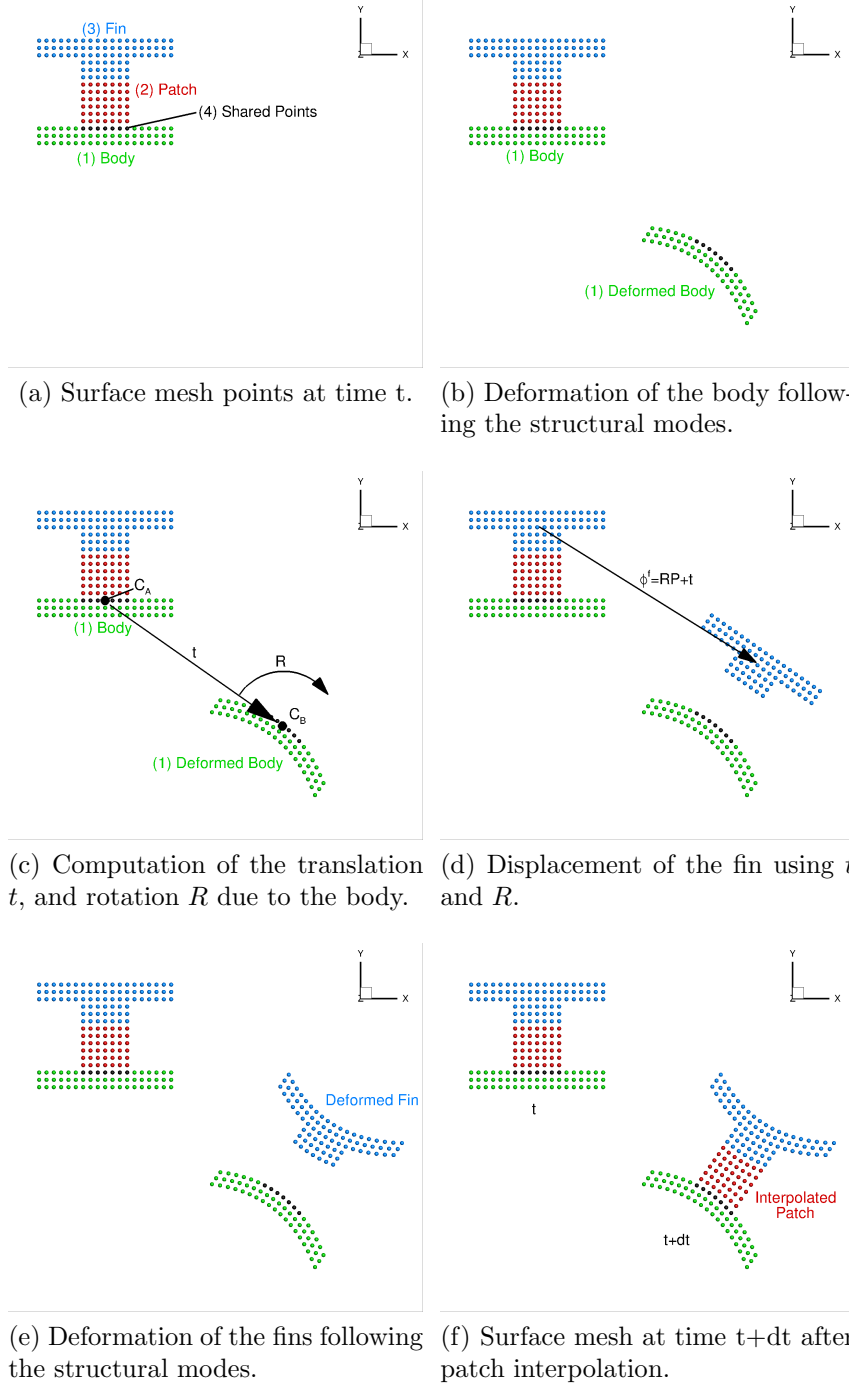 Y
(3) Fin
Z
X
(2) Patch
(4) Shared Points
(1) Body
(a) Surface mesh points at time t.
Y
Z
X
(1) Body
(1) Deformed Body
(b) Deformation of the body follow-
ing the structural modes.
Y
Z
X
C_A
(1) Body
t
R
C_B
(1) Deformed Body
(c) Computation of the translation
t, and rotation R due to the body.
Y
Z
X
ϕ^f=RP+t
(d) Displacement of the fin using t
and R.
Y
Z
X
Deformed Fin
(e) Deformation of the fins following
the structural modes.
Y
Z
X
t
Interpolated
Patch
t+dt
(f) Surface mesh at time t+dt after
patch interpolation.